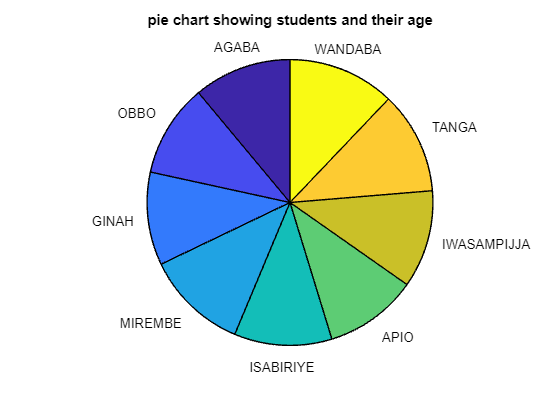 pie chart showing students and their age
AGABA
WANDABA
OBBO
TANGA
GINAH
IWASAMPIJJA
MIREMBE
APIO
ISABIRIYE